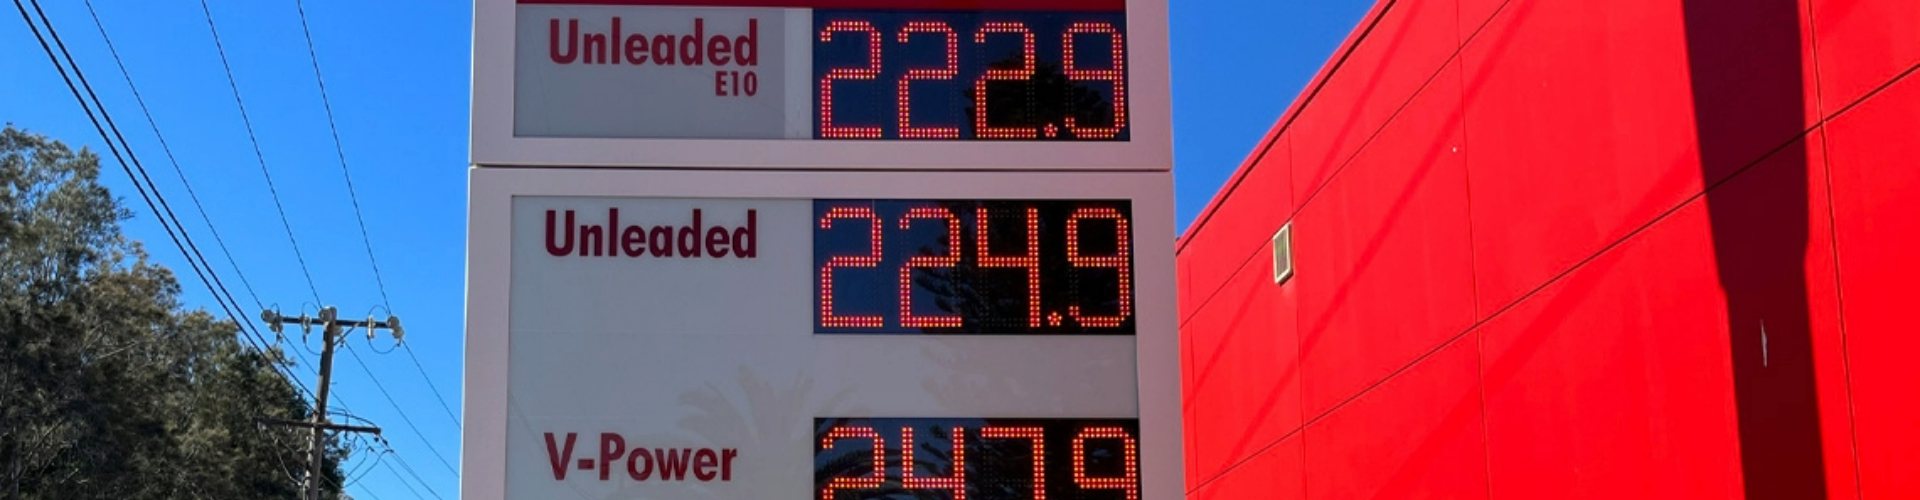 Unleaded 222.9
E10
Unleaded 224.9
V-Power 247.9